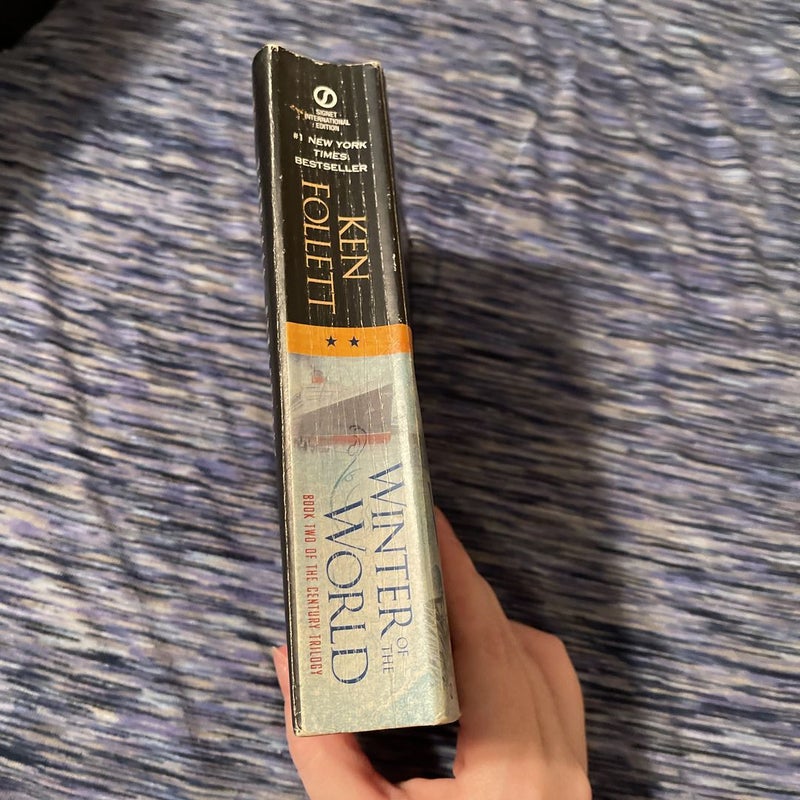 SIGNET
INTERNATIONAL
EDITION
#1 NEW YORK
TIMES
BESTSELLER
KEN
FOLLETT
WINTER
OF THE
WORLD
BOOK TWO OF THE CENTURY TRILOGY